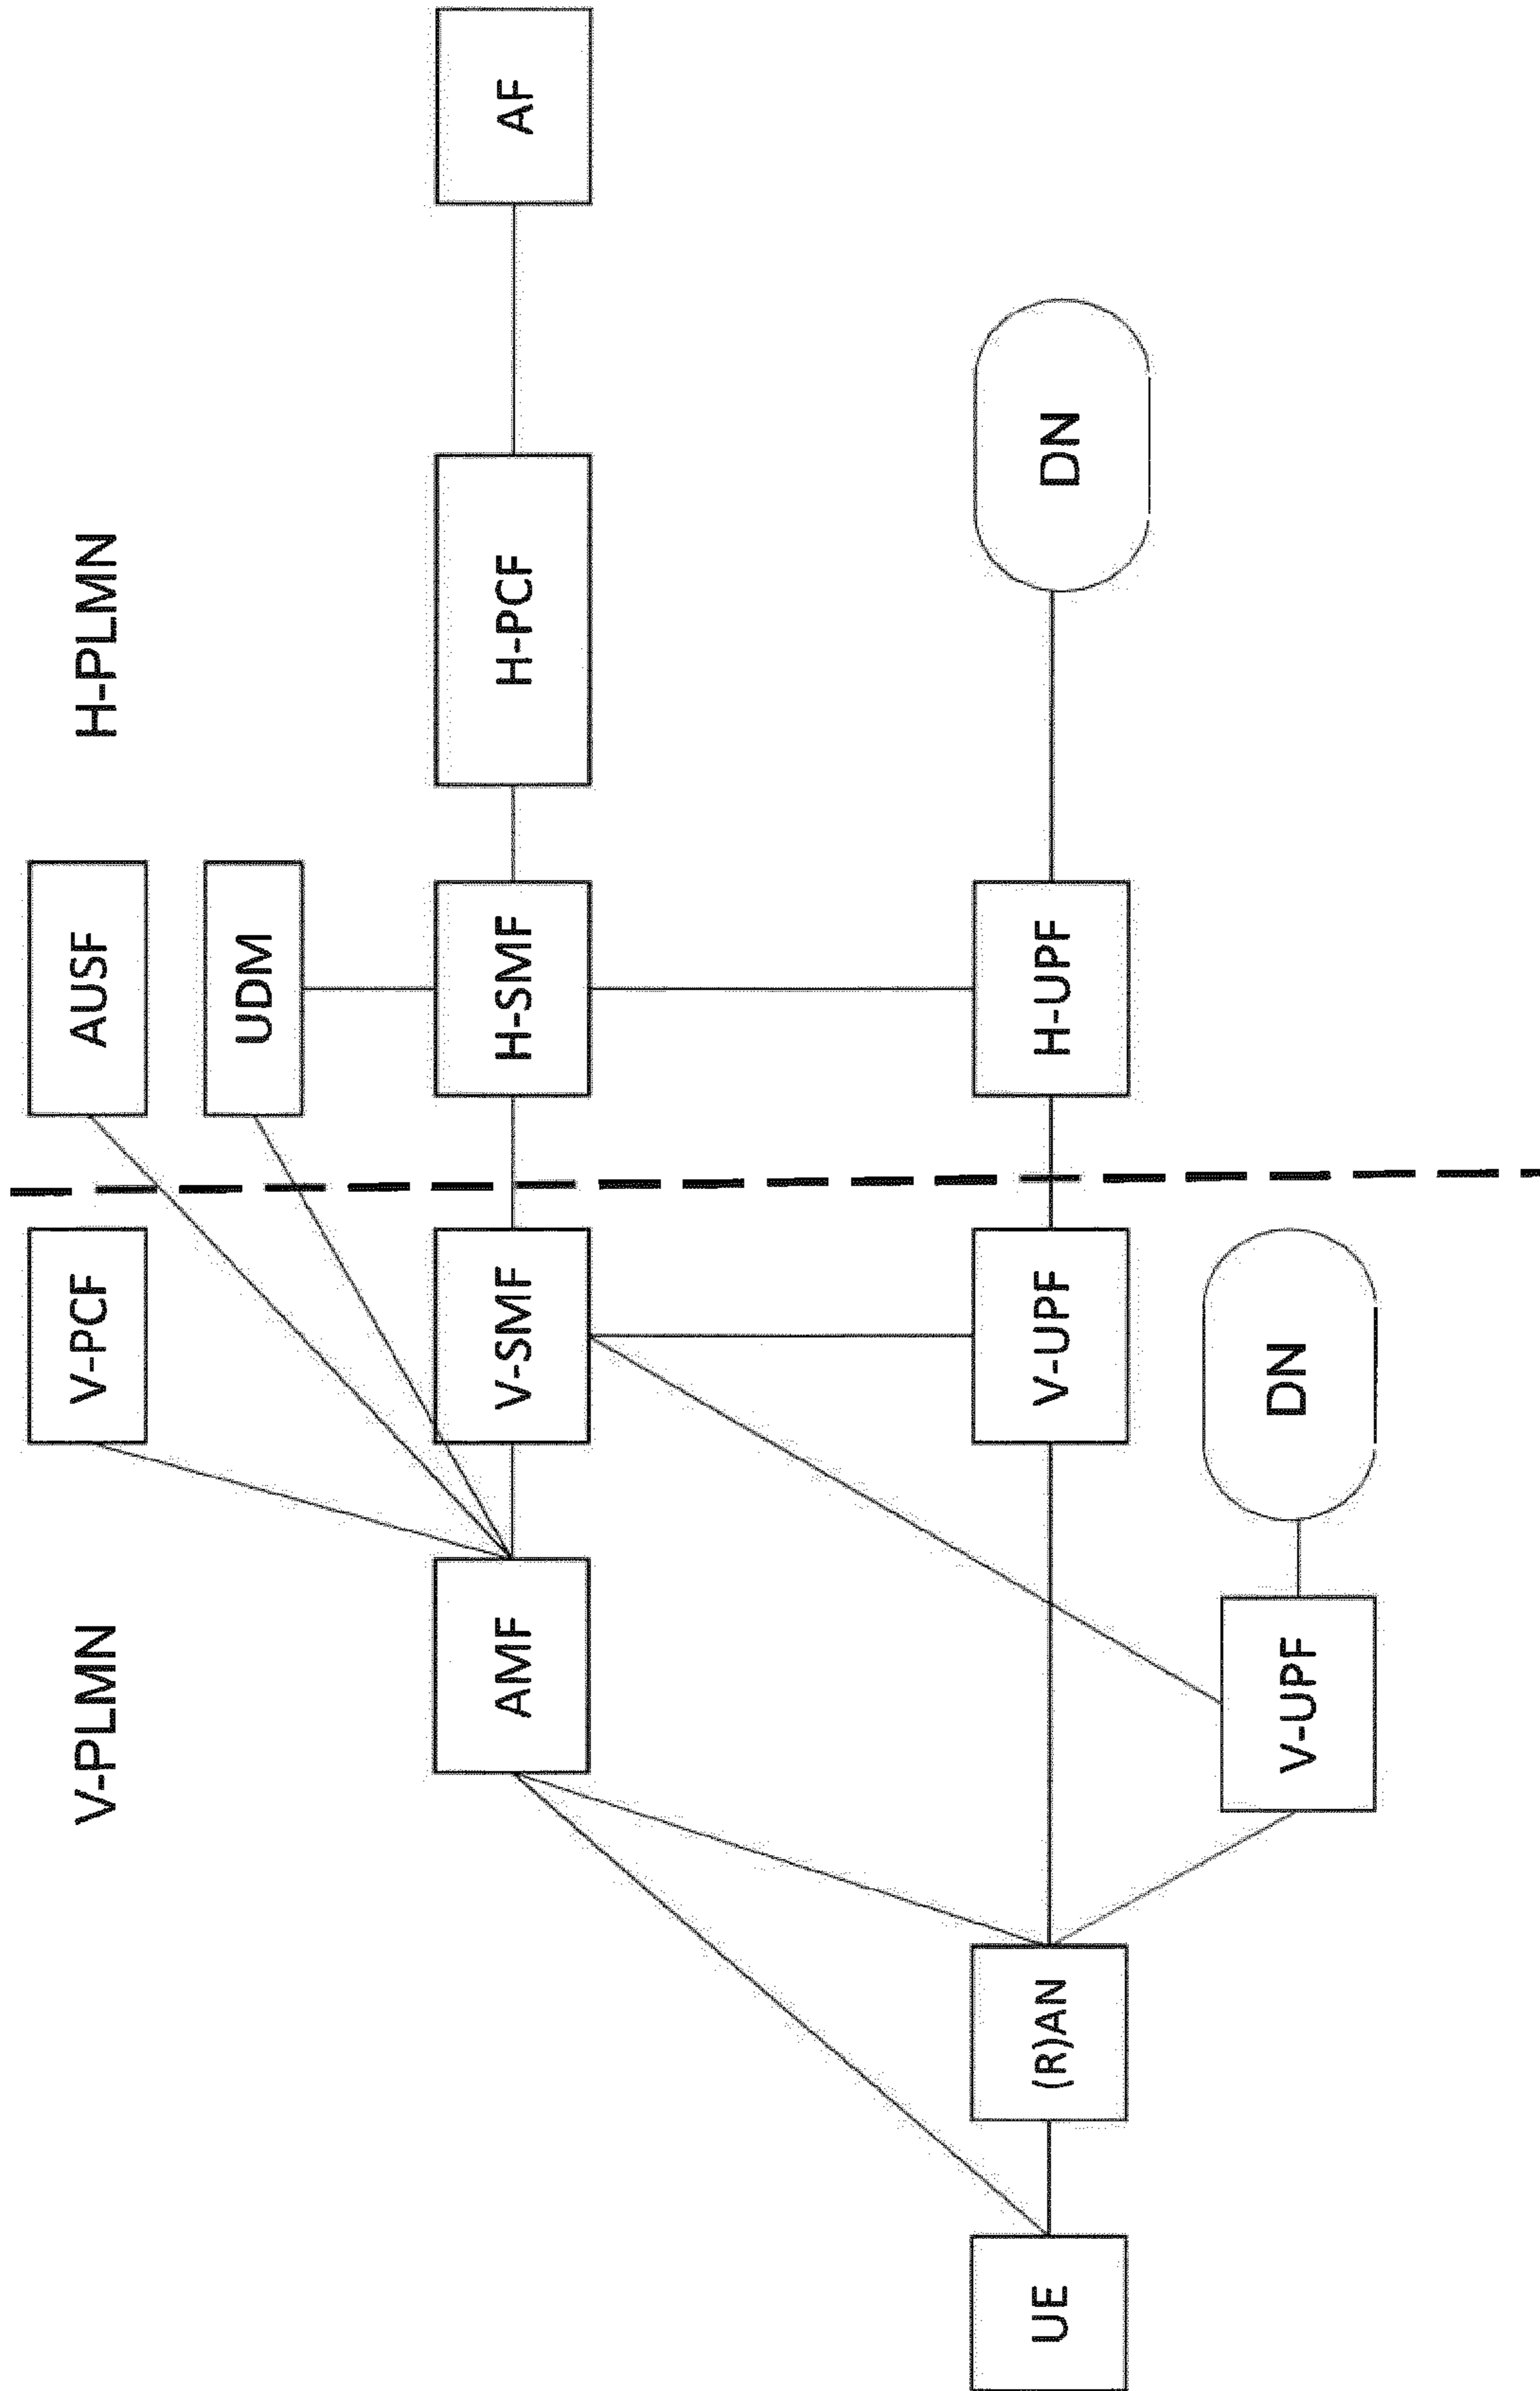 V-PLMN
H-PLMN
V-PCF
AUSF
UDM
AMF
V-SMF
H-SMF
H-PCF
AF
UE
(R)AN
V-UPF
H-UPF
DN
V-UPF
DN